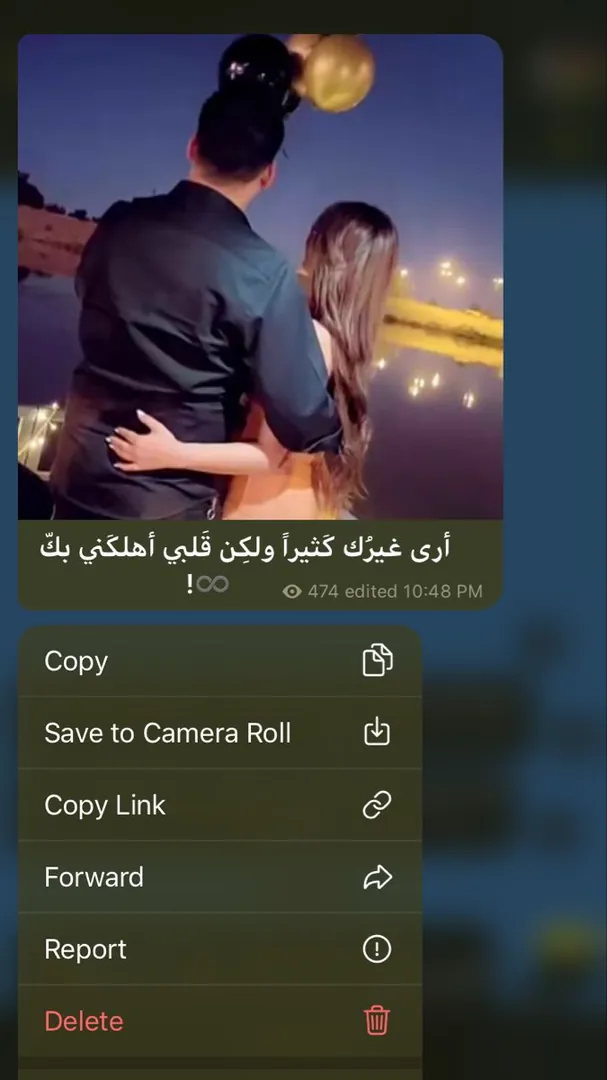 أرى غيرُك كَثيراً ولكِن قَلبي أهلكَني بكّ
♾️!
474 edited 10:48 PM
Copy
Save to Camera Roll
Copy Link
Forward
Report
Delete